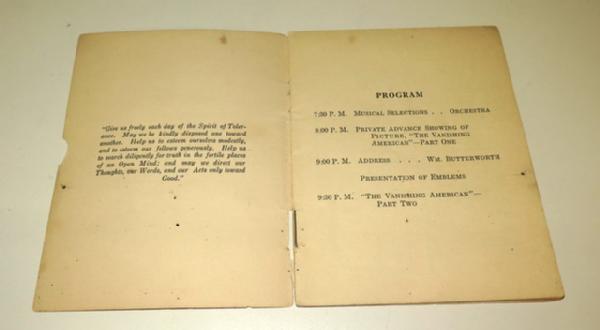 "Give us freely each day of the Spirit of Toler-
ance. May we be kindly disposed one toward
another. Help us to esteem ourselves modestly,
and to esteem our fellows generously. Help us
to search diligently for truth in the fertile places
of an Open Mind; and may we direct our
Thoughts, our Words, and our Acts only toward
Good."
PROGRAM
7:30 P. M. MUSICAL SELECTIONS . . ORCHESTRA
8:00 P. M. PRIVATE ADVANCE SHOWING OF
PICTURE, "THE VANISHING
AMERICAN"—PART ONE
9:00 P. M. ADDRESS . . . WM. BUTTERWORTH
PRESENTATION OF EMBLEMS
9:30 P. M. "THE VANISHING AMERICAN"—
PART TWO